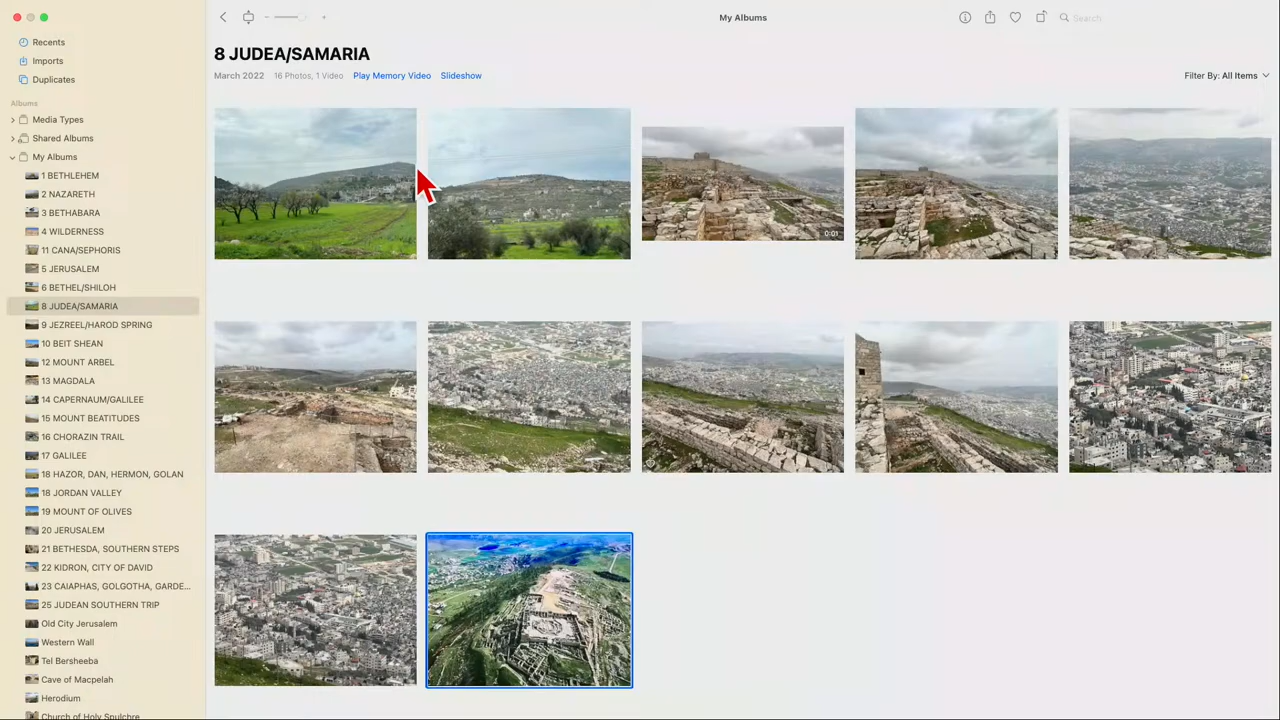 My Albums
Search
Recents
Imports
Duplicates
Albums
Media Types
Shared Albums
My Albums
1 BETHLEHEM
2 NAZARETH
3 BETHABARA
4 WILDERNESS
11 CANA/SEPHORIS
5 JERUSALEM
6 BETHEL/SHILOH
8 JUDEA/SAMARIA
9 JEZREEL/HAROD SPRING
10 BEIT SHEAN
12 MOUNT ARBEL
13 MAGDALA
14 CAPERNAUM/GALILEE
15 MOUNT BEATITUDES
16 CHORAZIN TRAIL
17 GALILEE
18 HAZOR, DAN, HERMON, GOLAN
18 JORDAN VALLEY
19 MOUNT OF OLIVES
20 JERUSALEM
21 BETHESDA, SOUTHERN STEPS
22 KIDRON, CITY OF DAVID
23 CAIAPHAS, GOLGOTHA, GARDE...
25 JUDEAN SOUTHERN TRIP
Old City Jerusalem
Western Wall
Tel Bersheeba
Cave of Macpelah
Herodium
Church of Holy Spulchre
8 JUDEA/SAMARIA
March 2022 16 Photos, 1 Video Play Memory Video Slideshow
Filter By: All Items
0:01